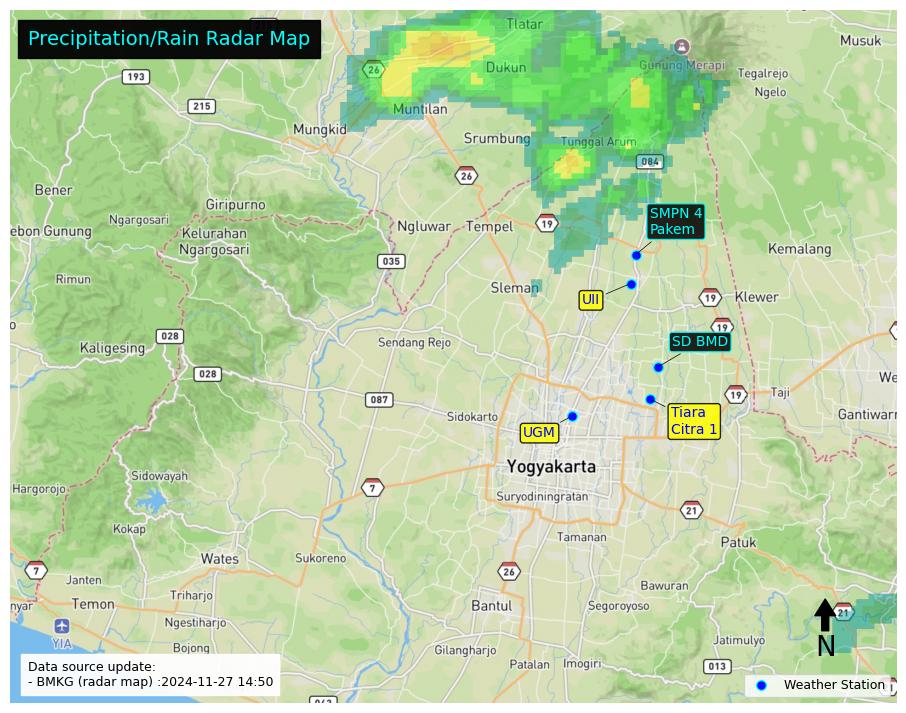 Precipitation/Rain Radar Map
Tlatar
Musuk
26
Dukun
Gunung Merapi
Tegalrejo
193
Ngelo
215
Muntilan
Mungkid
Srumbung
Tunggal Arum
084
26
Bener
Giripurno
SMPN 4
Pakem
Ngargosari
ebon Gunung
Kelurahan
Ngargosari
Ngluwar
Tempel
19
Kemalang
035
Rimun
Sleman
UII
19
Klewer
19
028
Kaligesing
Sendang Rejo
SD BMD
028
We
087
19
Taji
Sidokarto
Tiara
Citra 1
Gantiwarn
UGM
Yogyakarta
Sidowayah
Hargorojo
7
Suryodiningratan
21
Kokap
Tamanan
Patuk
Wates
Sukoreno
7
Janten
26
Bawuran
nyar
Temon
Triharjo
Bantul
Segoroyoso
21
Ngestiharjo
YIA
Jatimulyo
N
Bojong
Gilangharjo
Data source update:
- BMKG (radar map) :2024-11-27 14:50
Patalan
Imogiri
013
Weather Station